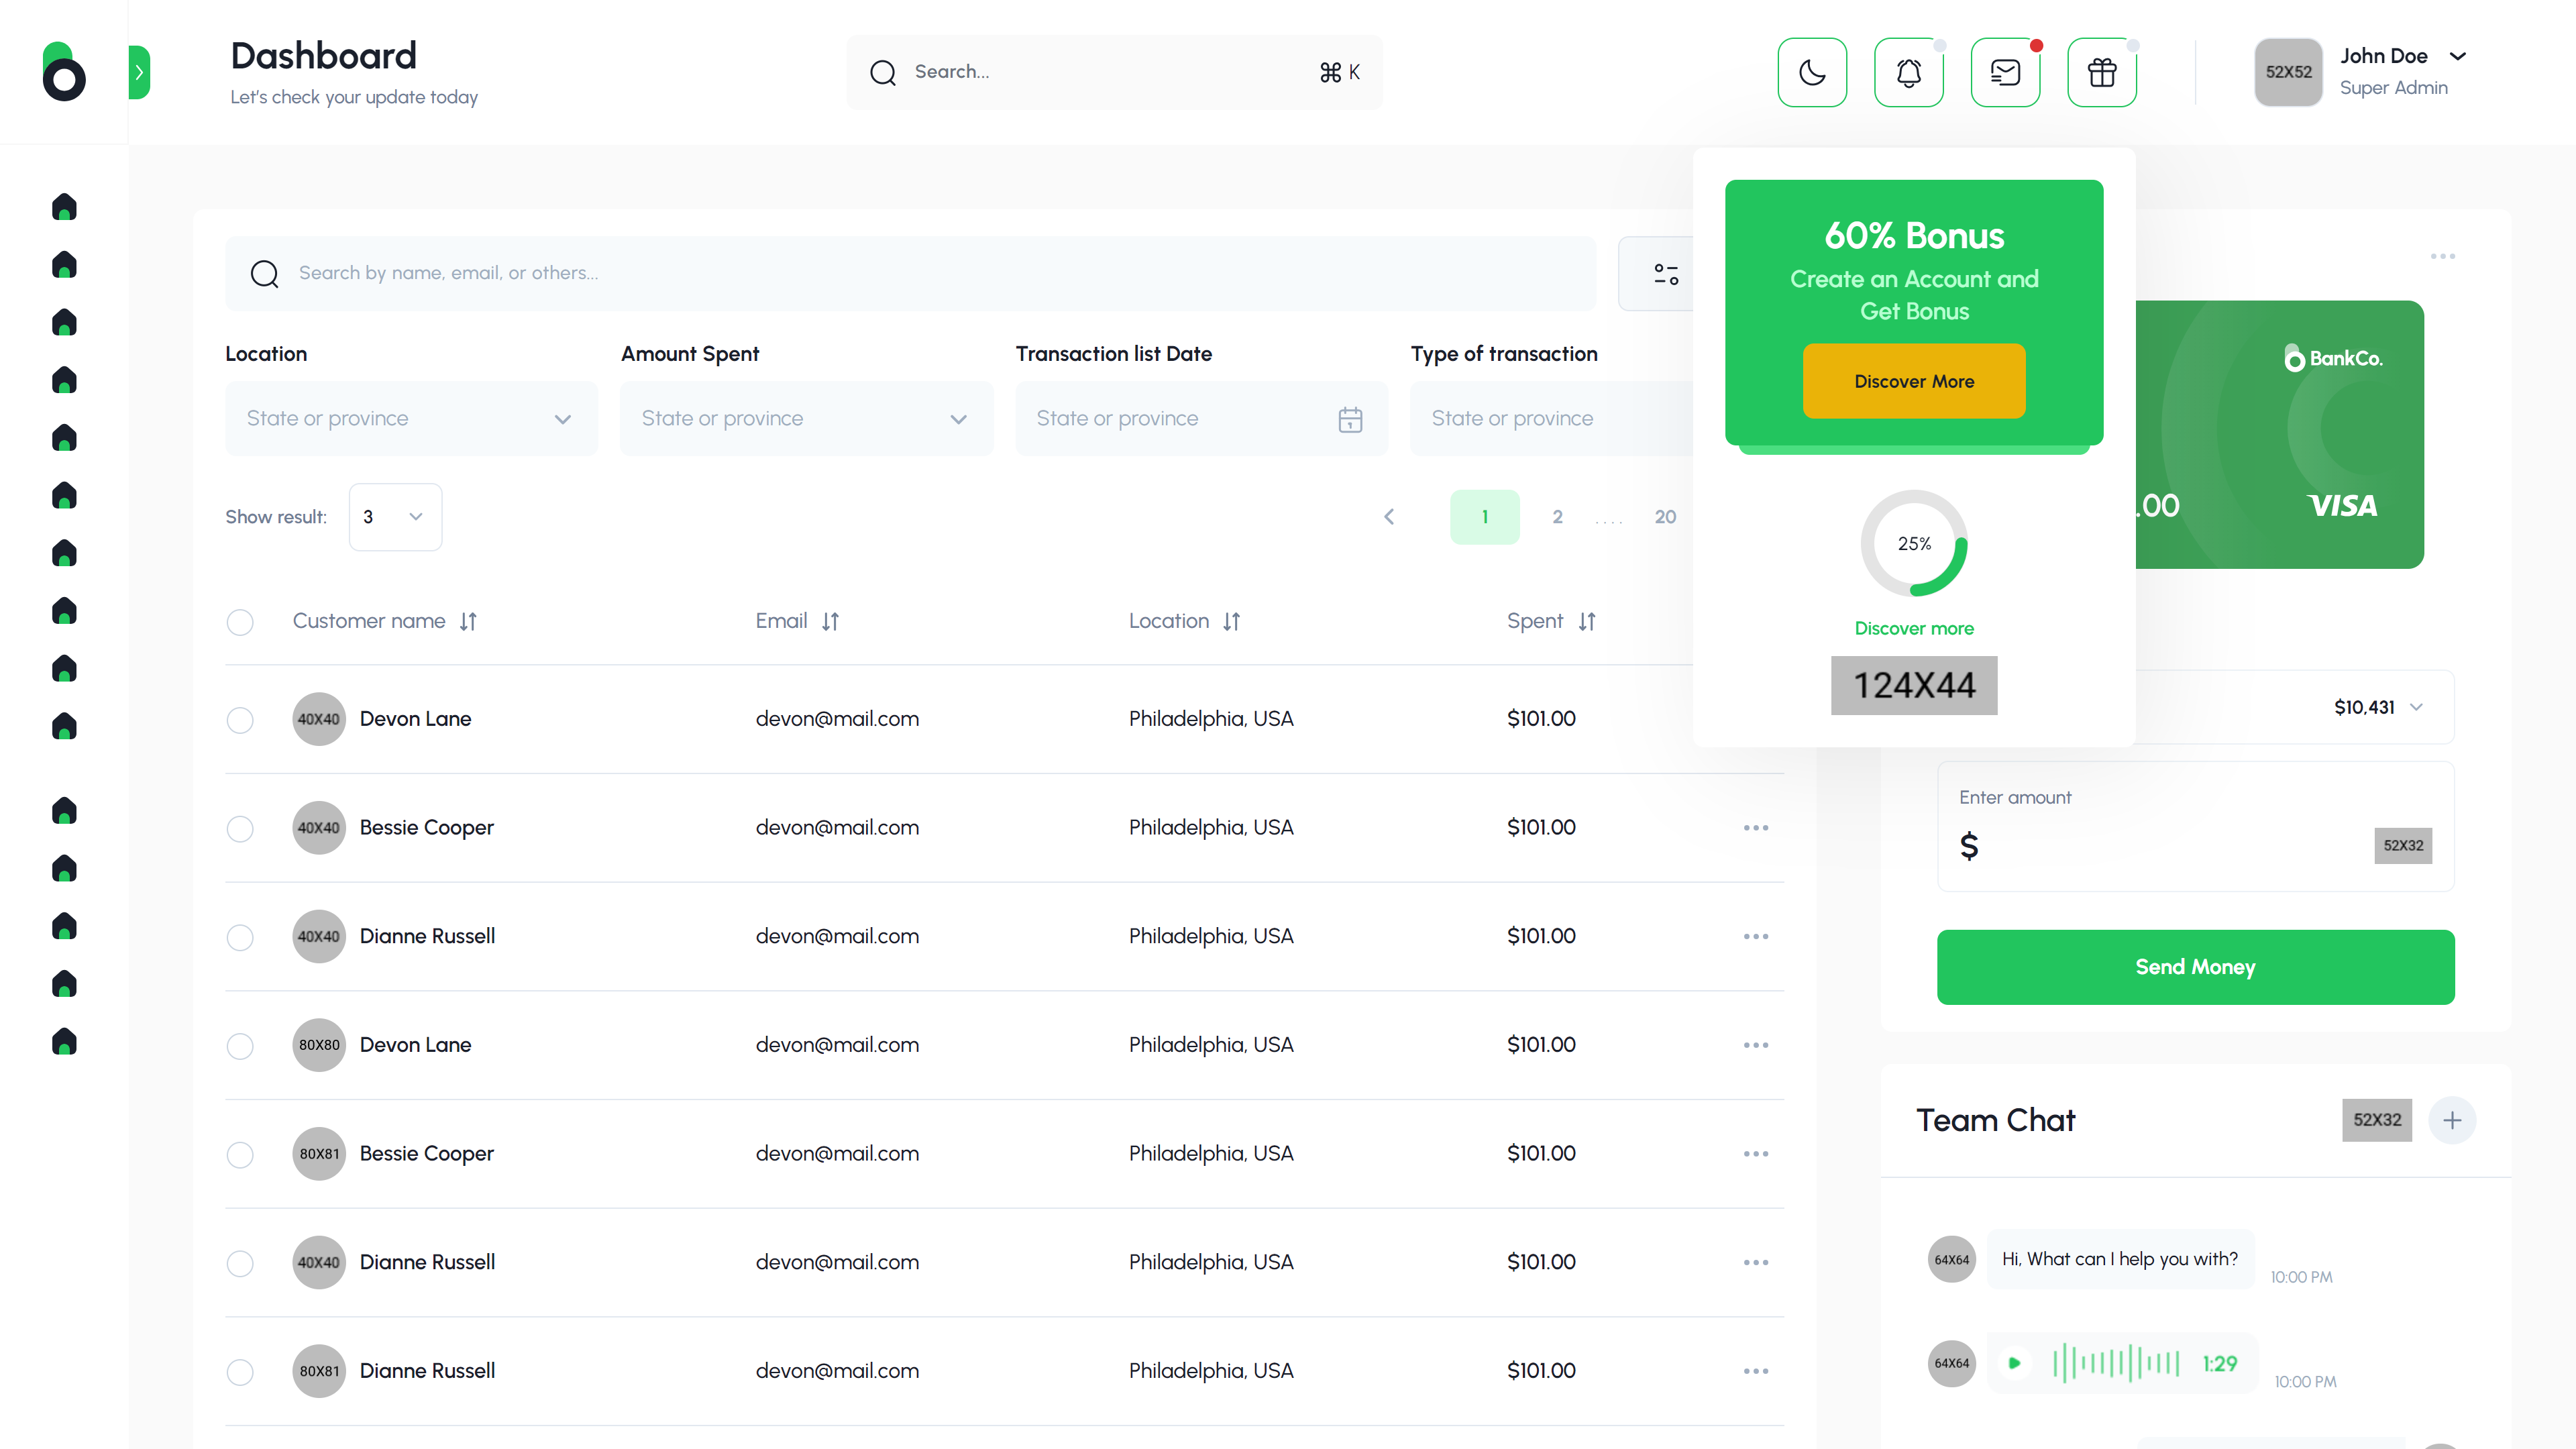 Dashboard
Let's check your update today
Search...
⌘ K
John Doe
Super Admin
52X52
Search by name, email, or others...
Location
Amount Spent
Transaction list Date
Type of transaction
State or province
State or province
State or province
State or province
Show result:
3
1
2
....
20
Customer name
Email
Location
Spent
40X40
Devon Lane
devon@mail.com
Philadelphia, USA
$101.00
40X40
Bessie Cooper
devon@mail.com
Philadelphia, USA
$101.00
40X40
Dianne Russell
devon@mail.com
Philadelphia, USA
$101.00
80X80
Devon Lane
devon@mail.com
Philadelphia, USA
$101.00
80X81
Bessie Cooper
devon@mail.com
Philadelphia, USA
$101.00
40X40
Dianne Russell
devon@mail.com
Philadelphia, USA
$101.00
80X81
Dianne Russell
devon@mail.com
Philadelphia, USA
$101.00
60% Bonus
Create an Account and
Get Bonus
Discover More
25%
Discover more
124X44
BankCo.
.00
VISA
$10,431
Enter amount
$
52X32
Send Money
Team Chat
52X32
64X64
Hi, What can I help you with?
10:00 PM
64X64
1:29
10:00 PM